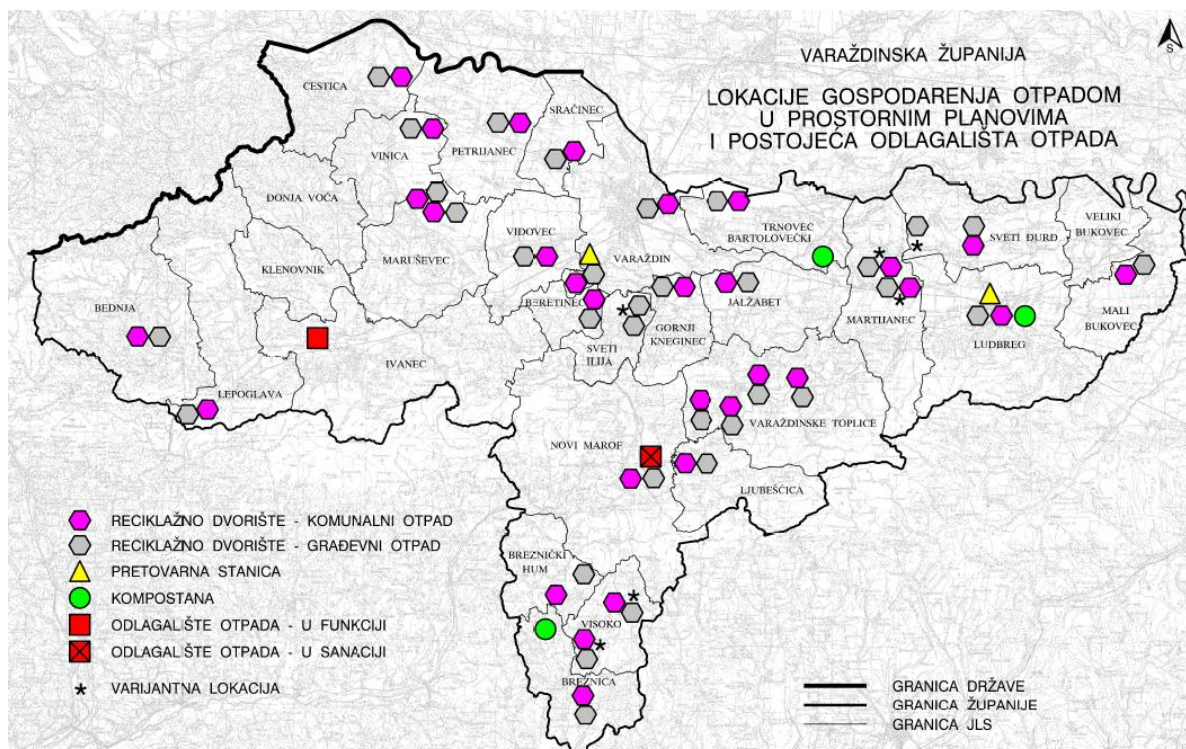 VARAŽDINSKA ŽUPANIJA
LOKACIJE GOSPODARENJA OTPADOM
U PROSTORNIM PLANOVIMA
I POSTOJEĆA ODLAGALIŠTA OTPADA
S
CESTICA
SRAČINEC
PETRIJANEC
VINICA
DONJA VOĆA
VIDOVEC
VARAŽDIN
TRNOVEC
BARTOLOVEČKI
SVETI ĐURĐ
VELIKI
BUKOVEC
KLENOVNIK
MARUŠEVEC
BEDNJA
BERETINEC
JALŽABET
MARTIJANEC
MALI
BUKOVEC
GORNJI
KNEGINEC
SVETI
ILIJA
LUDBREG
IVANEC
LEPOGLAVA
VARAŽDINSKE TOPLICE
NOVI MAROF
LJUBEŠĆICA
BREZNIČKI
HUM
VISOKO
BREZNICA
RECIKLAŽNO DVORIŠTE - KOMUNALNI OTPAD
RECIKLAŽNO DVORIŠTE - GRAĐEVNI OTPAD
PRETOVARNA STANICA
KOMPOSTANA
ODLAGALIŠTE OTPADA - U FUNKCIJI
ODLAGALIŠTE OTPADA - U SANACIJI
VARIJANTNA LOKACIJA
GRANICA DRŽAVE
GRANICA ŽUPANIJE
GRANICA JLS